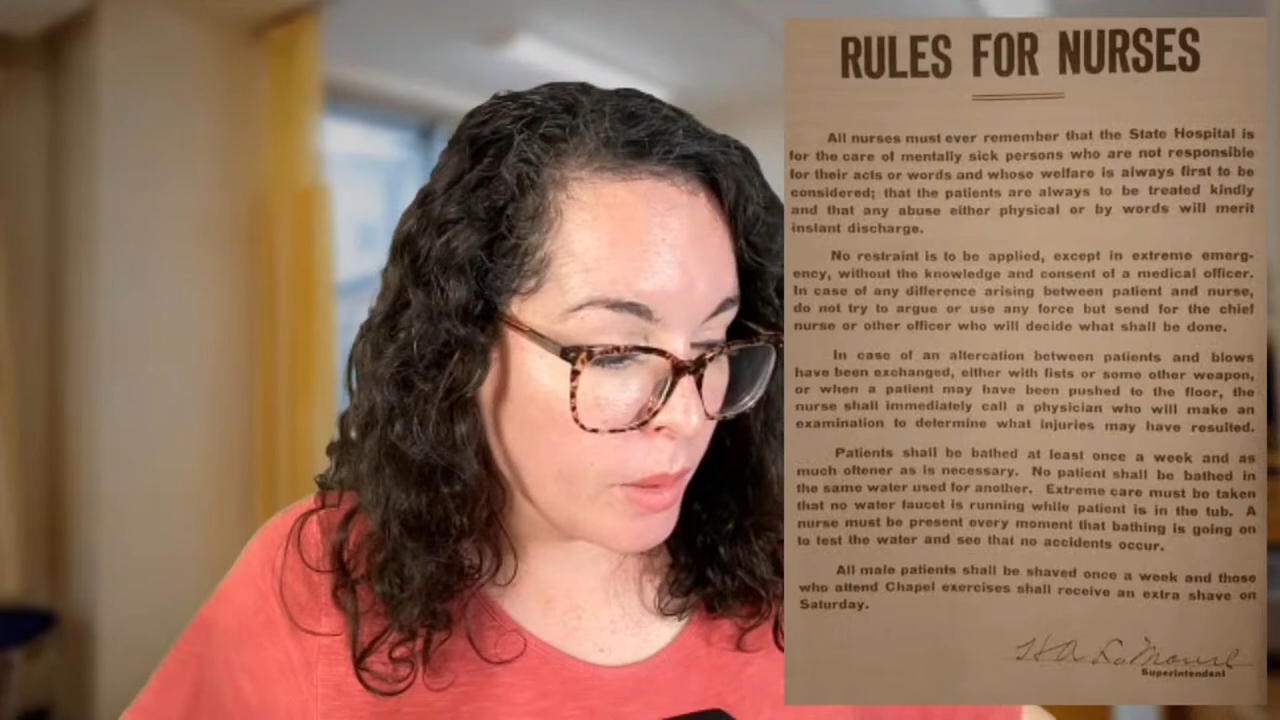 RULES FOR NURSES
All nurses must ever remember that the State Hospital is
for the care of mentally sick persons who are not responsible
for their acts or words and whose welfare is always first to be
considered; that the patients are always to be treated kindly
and that any abuse either physical or by words will merit
instant discharge.
No restraint is to be applied, except in extreme emerg-
ency, without the knowledge and consent of a medical officer.
In case of any difference arising between patient and nurse,
do not try to argue or use any force but send for the chief
nurse or other officer who will decide what shall be done.
In case of an altercation between patients and blows
have been exchanged, either with fists or some other weapon,
or when a patient may have been pushed to the floor, the
nurse shall immediately call a physician who will make an
examination to determine what injuries may have resulted.
Patients shall be bathed at least once a week and as
much oftener as is necessary. No patient shall be bathed in
the same water used for another. Extreme care must be taken
that no water faucet is running while patient is in the tub. A
nurse must be present every moment that bathing is going on
to test the water and see that no accidents occur.
All male patients shall be shaved once a week and those
who attend Chapel exercises shall receive an extra shave on
Saturday.
Superintendent